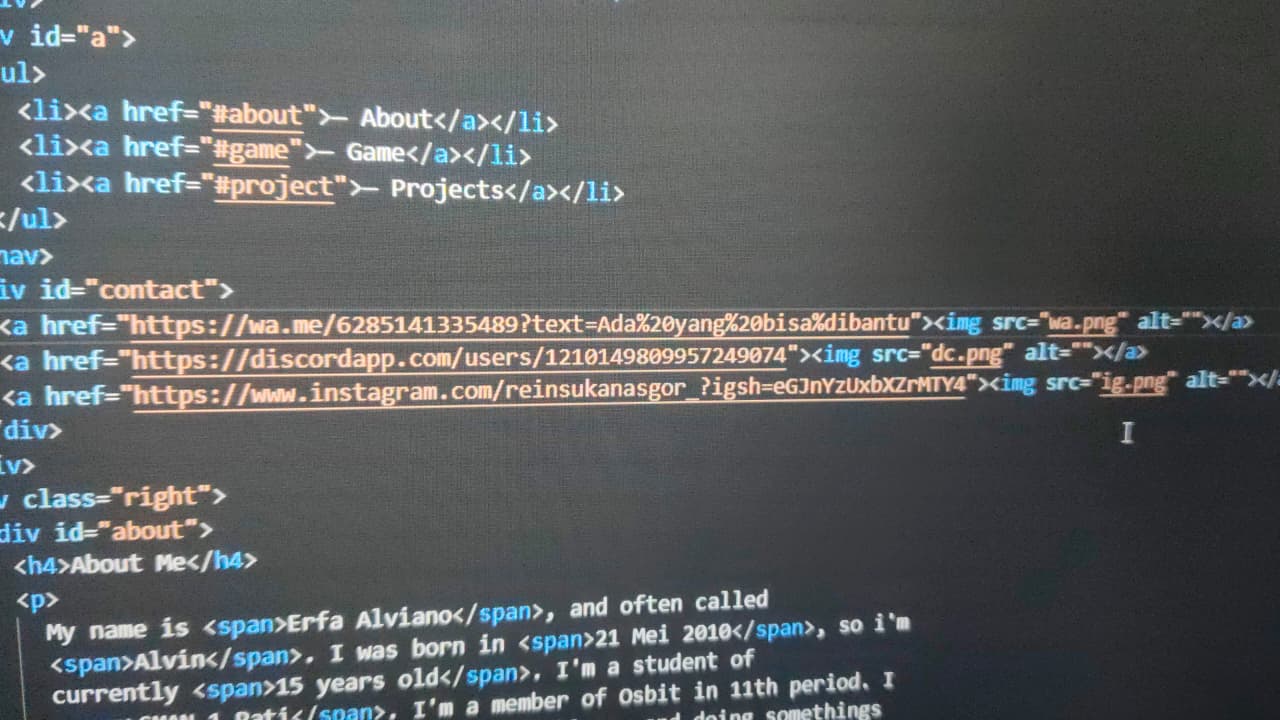 v id="a">
ul>
<li><a href="#about">— About</a></li>
<li><a href="#game">— Game</a></li>
<li><a href="#project">— Projects</a></li>
</ul>
nav>
iv id="contact">
<a href="https://wa.me/6285141335489?text=Ada%20yang%20bisa%dibantu"><img src="wa.png" alt=""></a>
<a href="https://discordapp.com/users/1210149809957249074"><img src="dc.png" alt=""></a>
<a href="https://www.instagram.com/reinsukanasgor_?igsh=eGJnYzUxbXZrMTY4"><img src="ig.png" alt=""></
/div>
iv>
v class="right">
div id="about">
<h4>About Me</h4>
<p>
My name is <span>Erfa Alviano</span>, and often called
<span>Alvin</span>. I was born in <span>21 Mei 2010</span>, so i'm
currently <span>15 years old</span>. I'm a student of
1 Pati</span>. I'm a member of Osbit in 11th period. I
and doing somethings